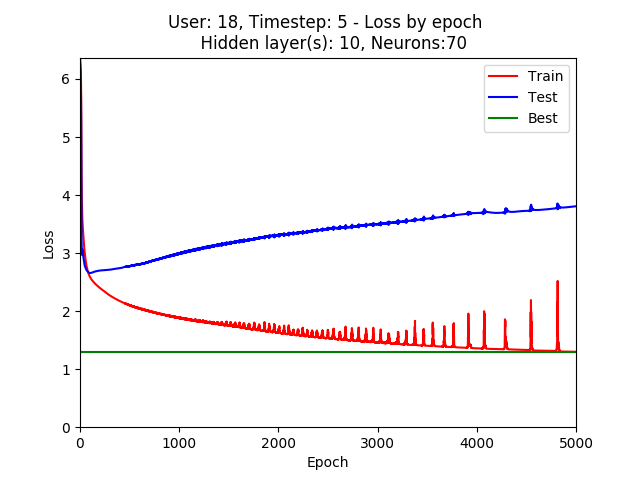 User: 18, Timestep: 5 - Loss by epoch
Hidden layer(s): 10, Neurons:70
Train
Test
Best
Loss
6
5
4
3
2
1
0
0 1000 2000 3000 4000 5000
Epoch